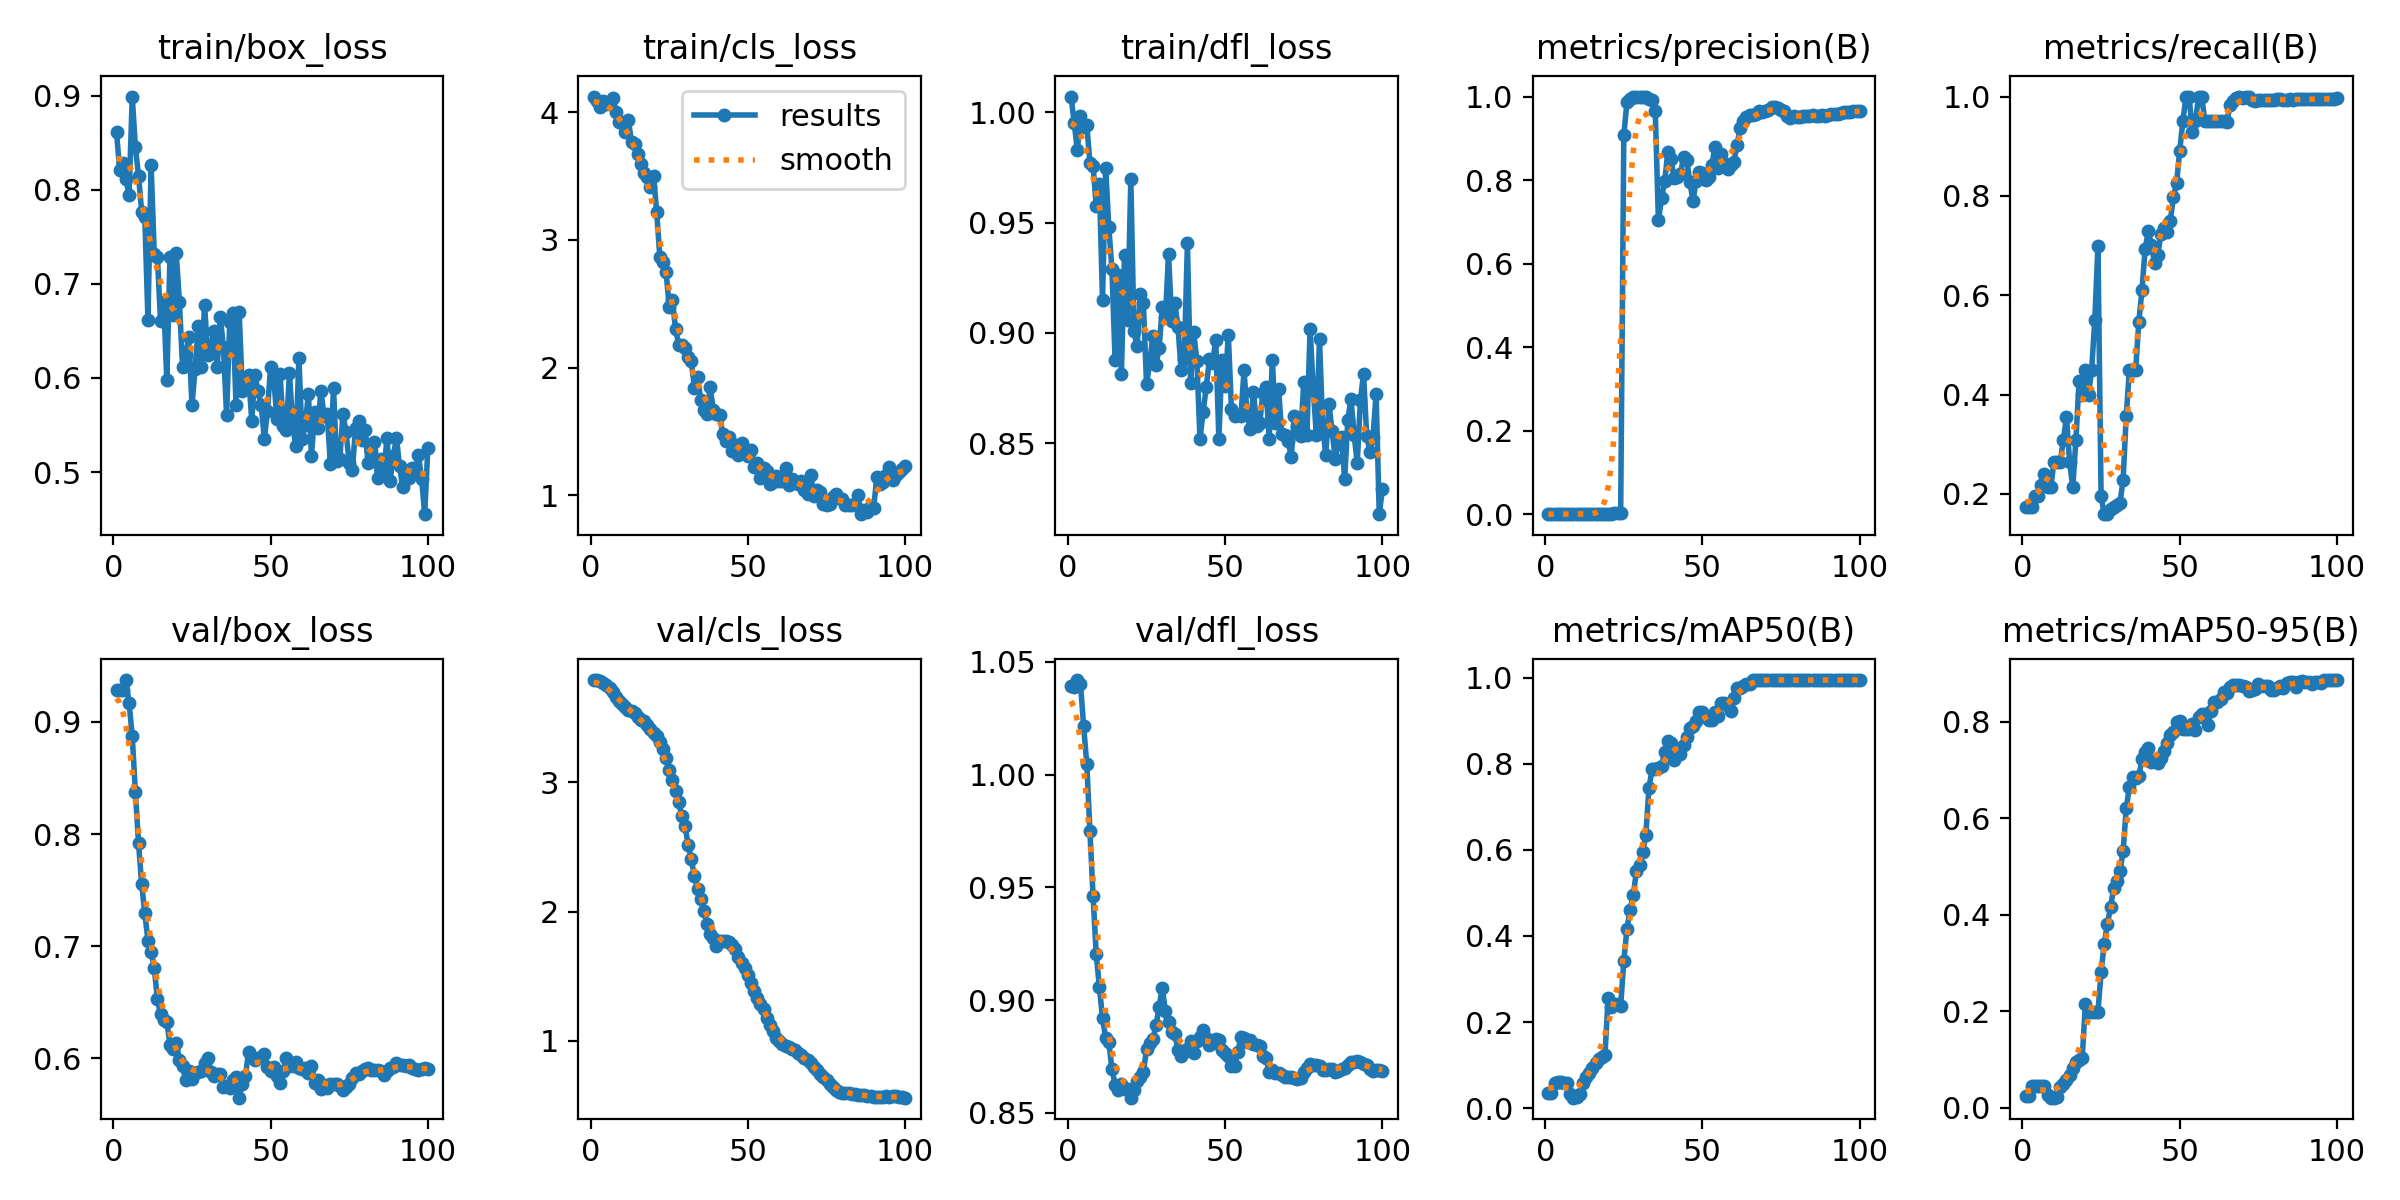 train/box_loss
0.9
0.8
0.7
0.6
0.5
0 50 100
train/cls_loss
results
smooth
4
3
2
1
0 50 100
train/dfl_loss
1.00
0.95
0.90
0.85
0 50 100
metrics/precision(B)
1.0
0.8
0.6
0.4
0.2
0.0
0 50 100
metrics/recall(B)
1.0
0.8
0.6
0.4
0.2
0 50 100
val/box_loss
0.9
0.8
0.7
0.6
0 50 100
val/cls_loss
3
2
1
0 50 100
val/dfl_loss
1.05
1.00
0.95
0.90
0.85
0 50 100
metrics/mAP50(B)
1.0
0.8
0.6
0.4
0.2
0.0
0 50 100
metrics/mAP50-95(B)
0.8
0.6
0.4
0.2
0.0
0 50 100